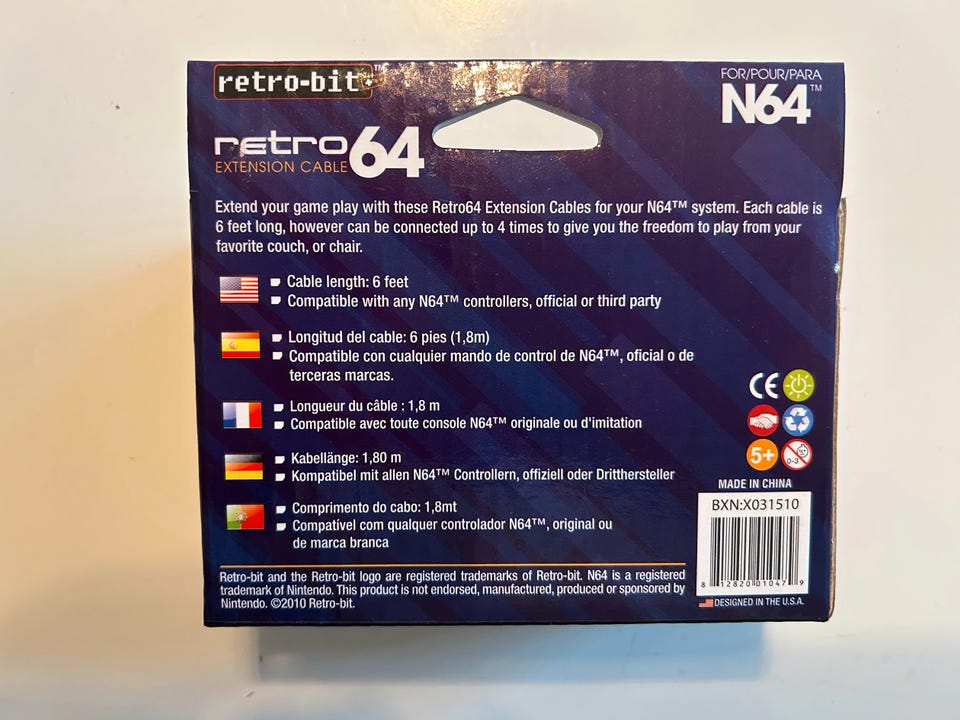 retro-bit™
FOR/POUR/PARA
N64™
retro64
EXTENSION CABLE
Extend your game play with these Retro64 Extension Cables for your N64™ system. Each cable is
6 feet long, however can be connected up to 4 times to give you the freedom to play from your
favorite couch, or chair.
Cable length: 6 feet
Compatible with any N64™ controllers, official or third party
Longitud del cable: 6 pies (1,8m)
Compatible con cualquier mando de control de N64™, oficial o de
terceras marcas.
Longueur du câble : 1,8 m
Compatible avec toute console N64™ originale ou d'imitation
Kabellänge: 1,80 m
Kompatibel mit allen N64™ Controllern, offiziell oder Dritthersteller
Comprimento do cabo: 1,8mt
Compatível com qualquer controlador N64™, original ou
de marca branca
CE
5+
0-3
MADE IN CHINA
BXN:X031510
8 12820 01047 9
DESIGNED IN THE U.S.A.
Retro-bit and the Retro-bit logo are registered trademarks of Retro-bit. N64 is a registered
trademark of Nintendo. This product is not endorsed, manufactured, produced or sponsored by
Nintendo. ©2010 Retro-bit.